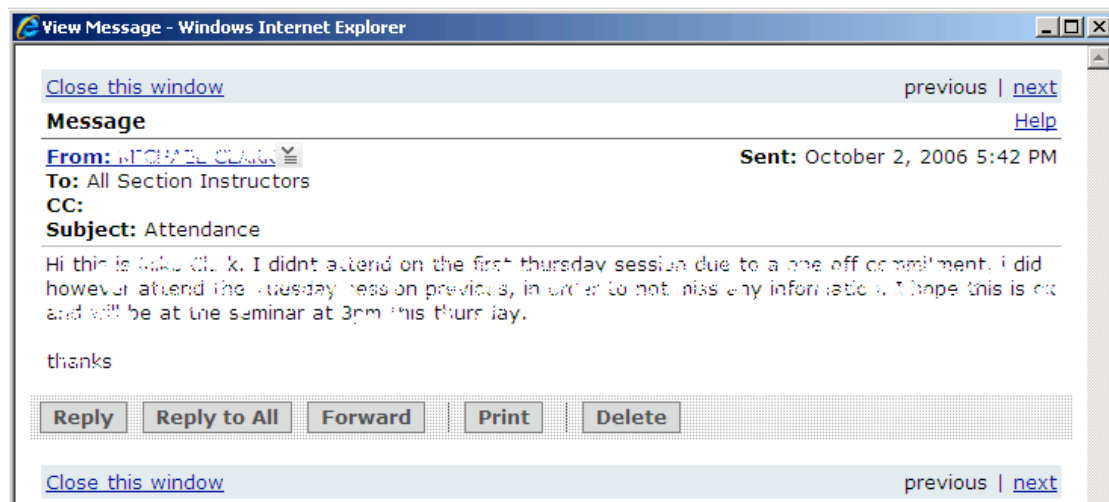 View Message - Windows Internet Explorer
Close this window previous | next
Message Help
From: Sent: October 2, 2006 5:42 PM
To: All Section Instructors
CC:
Subject: Attendance
Hi this is k. I didnt attend on the first thursday session due to a one off commitment. i did
however attend the tuesday session previous, in order to not miss any information. I hope this is ok
and will be at the seminar at 3pm this thursday.
thanks
Reply Reply to All Forward Print Delete
Close this window previous | next